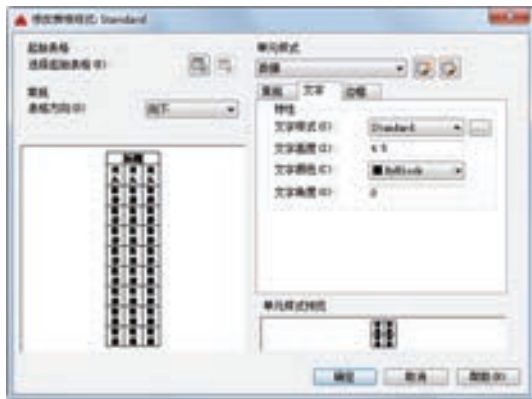 修改表格样式: Standard
起始表格
选择起始表格(E):
常规
表格方向(D): 向下
标题
单元样式
数据
常规 文字 边框
特性
文字样式(S): Standard ...
文字高度(I): 4.5
文字颜色(C): ByBlock
文字角度(G): 0
单元样式预览
确定 取消 帮助(H)